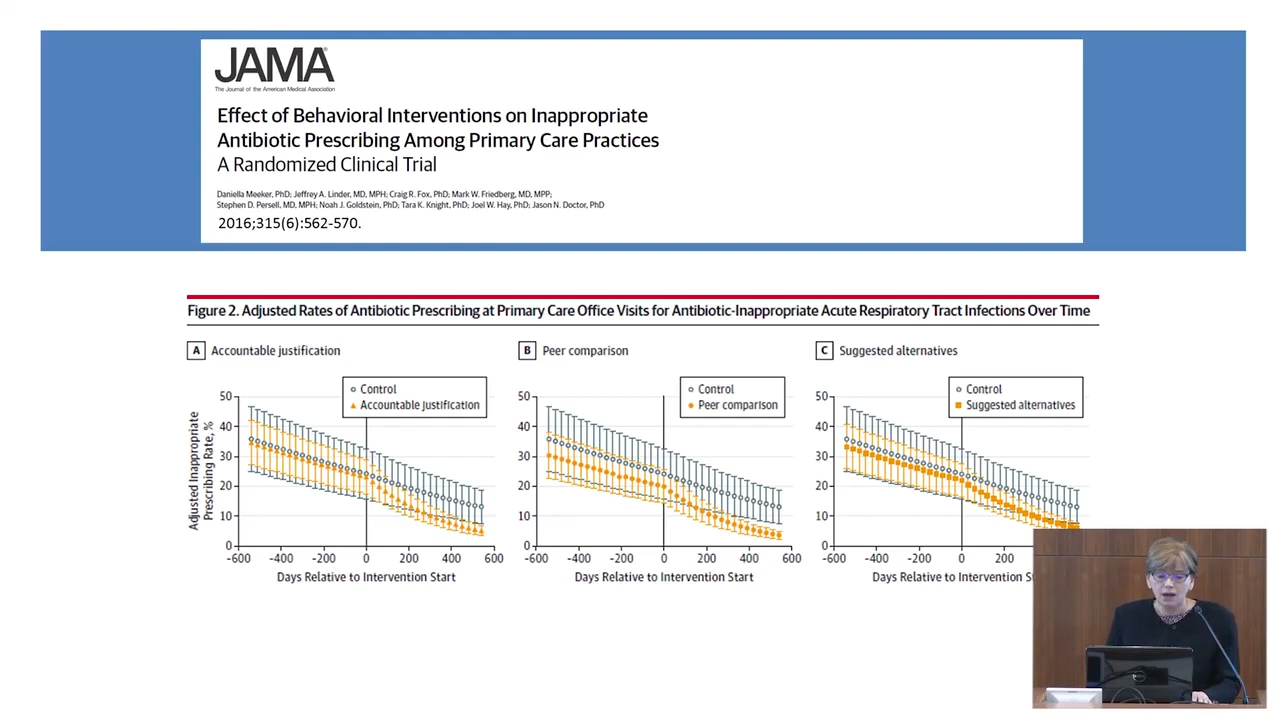 JAMA
The Journal of the American Medical Association
Effect of Behavioral Interventions on Inappropriate
Antibiotic Prescribing Among Primary Care Practices
A Randomized Clinical Trial
Daniella Meeker, PhD; Jeffrey A. Linder, MD, MPH; Craig R. Fox, PhD; Mark W. Friedberg, MD, MPP;
Stephen D. Persell, MD, MPH; Noah J. Goldstein, PhD; Tara K. Knight, PhD; Joel W. Hay, PhD; Jason N. Doctor, PhD
2016;315(6):562-570.
Figure 2. Adjusted Rates of Antibiotic Prescribing at Primary Care Office Visits for Antibiotic-Inappropriate Acute Respiratory Tract Infections Over Time
A Accountable justification
Control
Accountable justification
Adjusted Inappropriate
Prescribing Rate, %
50
40
30
20
10
0
-600 -400 -200 0 200 400 600
Days Relative to Intervention Start
B Peer comparison
Control
Peer comparison
50
40
30
20
10
0
-600 -400 -200 0 200 400 600
Days Relative to Intervention Start
C Suggested alternatives
Control
Suggested alternatives
50
40
30
20
10
0
-600 -400 -200 0 200
Days Relative to Intervention